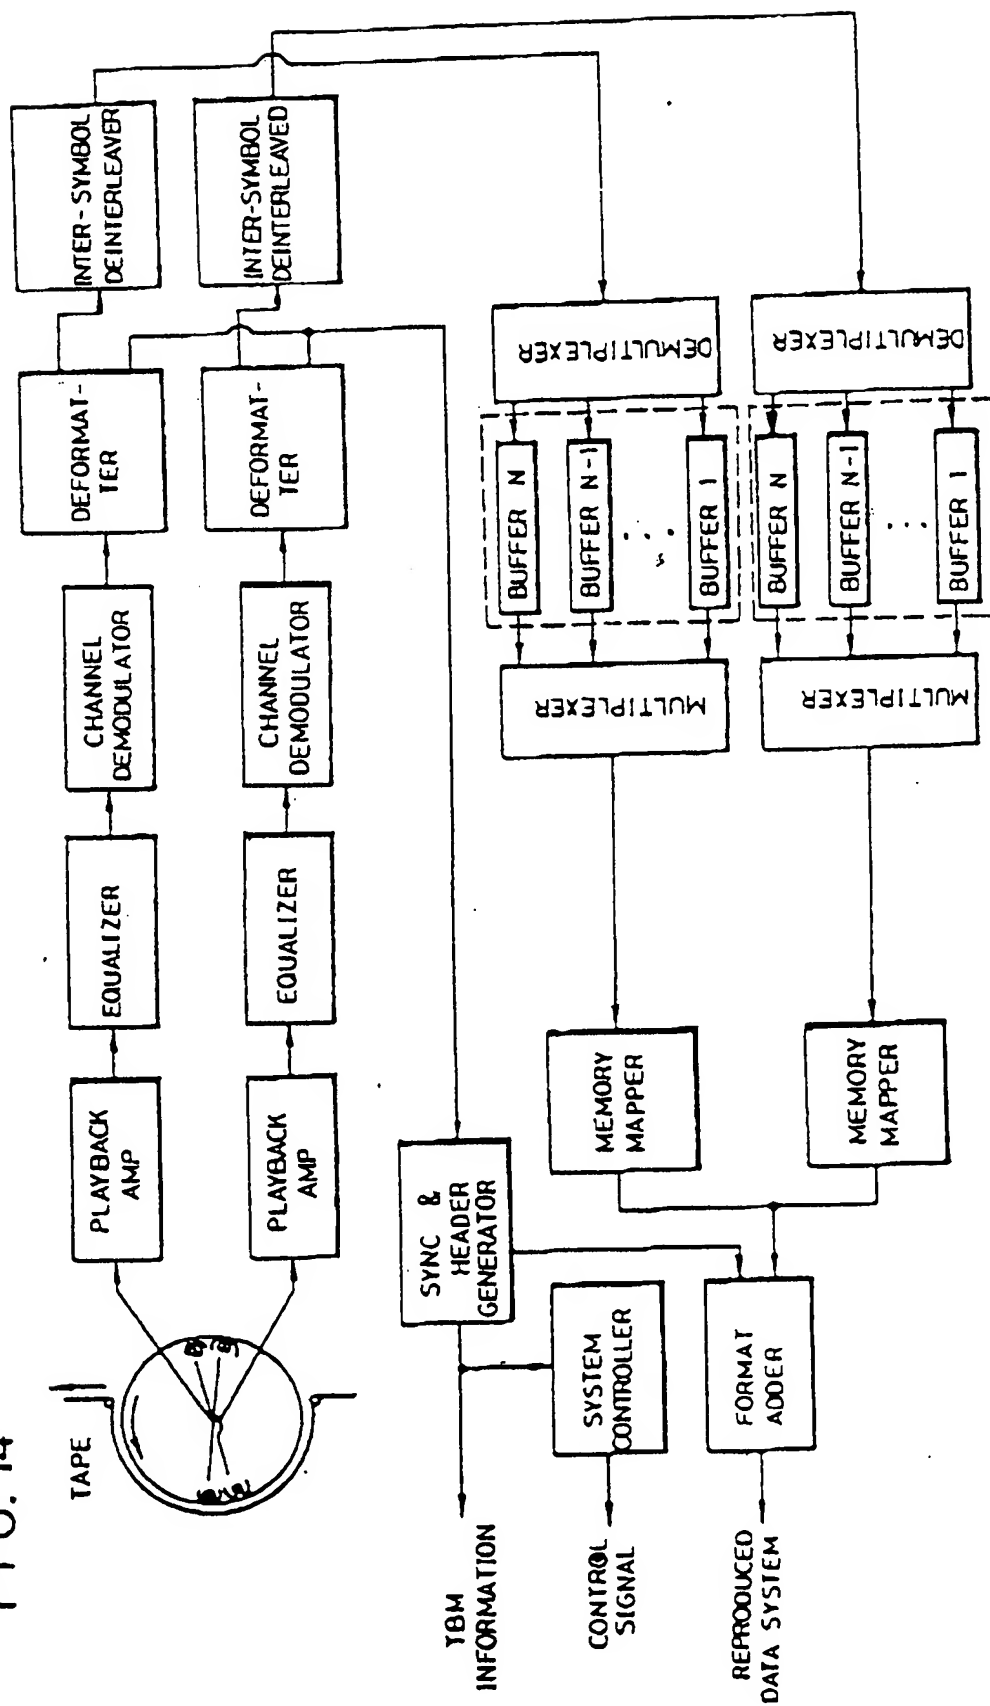 FIG. 14
TAPE
PLAYBACK
AMP
EQUALIZER
CHANNEL
DEMODULATOR
DEFORMAT-
TER
INTER-SYMBOL
DEINTERLEAVER
PLAYBACK
AMP
EQUALIZER
CHANNEL
DEMODULATOR
DEFORMAT-
TER
INTER-SYMBOL
DEINTERLEAVED
TBM
INFORMATION
SYNC &
HEADER
GENERATOR
CONTROL
SIGNAL
SYSTEM
CONTROLLER
MEMORY
MAPPER
MULTIPLEXER
BUFFER N
BUFFER N-1
...
BUFFER 1
DEMULTIPLEXER
REPRODUCED
DATA SYSTEM
FORMAT
ADDER
MEMORY
MAPPER
MULTIPLEXER
BUFFER N
BUFFER N-1
...
BUFFER 1
DEMULTIPLEXER